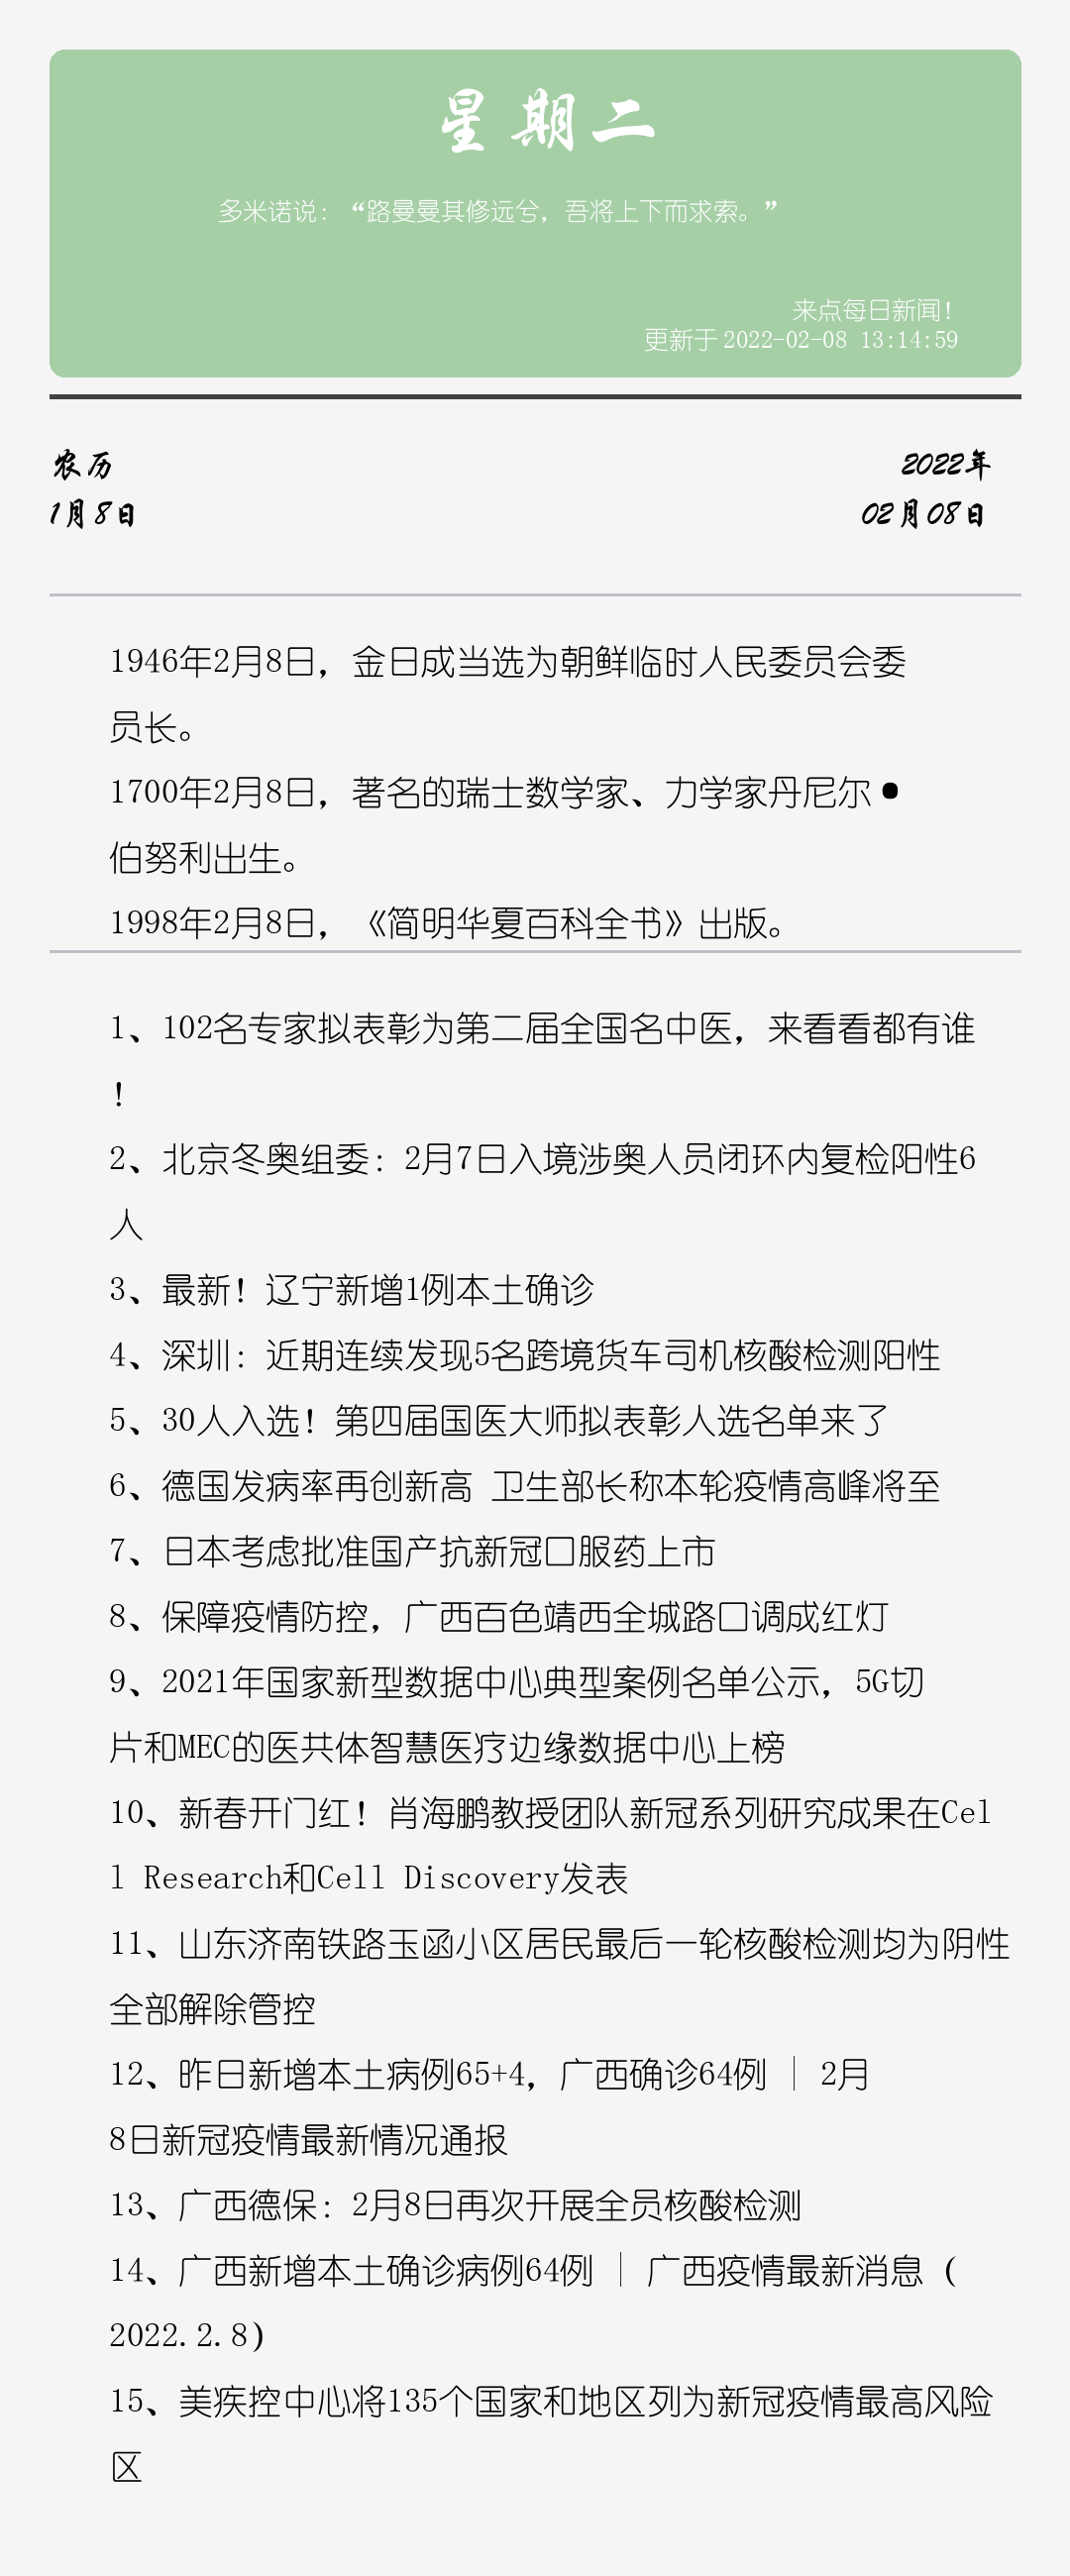 星期二
多米诺说：“路曼曼其修远兮，吾将上下而求索。”
来点每日新闻！
更新于 2022-02-08 13:14:59
农历
2022年
1月8日
02月08日
1946年2月8日，金日成当选为朝鲜临时人民委员会委
员长。
1700年2月8日，著名的瑞士数学家、力学家丹尼尔•
伯努利出生。
1998年2月8日，《简明华夏百科全书》出版。
1、102名专家拟表彰为第二届全国名中医，来看看都有谁
！
2、北京冬奥组委：2月7日入境涉奥人员闭环内复检阳性6
人
3、最新！辽宁新增1例本土确诊
4、深圳：近期连续发现5名跨境货车司机核酸检测阳性
5、30人入选！第四届国医大师拟表彰人选名单来了
6、德国发病率再创新高 卫生部长称本轮疫情高峰将至
7、日本考虑批准国产抗新冠口服药上市
8、保障疫情防控，广西百色靖西全城路口调成红灯
9、2021年国家新型数据中心典型案例名单公示，5G切
片和MEC的医共体智慧医疗边缘数据中心上榜
10、新春开门红！肖海鹏教授团队新冠系列研究成果在Cel
l Research和Cell Discovery发表
11、山东济南铁路玉函小区居民最后一轮核酸检测均为阴性
全部解除管控
12、昨日新增本土病例65+4，广西确诊64例 | 2月
8日新冠疫情最新情况通报
13、广西德保：2月8日再次开展全员核酸检测
14、广西新增本土确诊病例64例 | 广西疫情最新消息（
2022.2.8）
15、美疾控中心将135个国家和地区列为新冠疫情最高风险
区